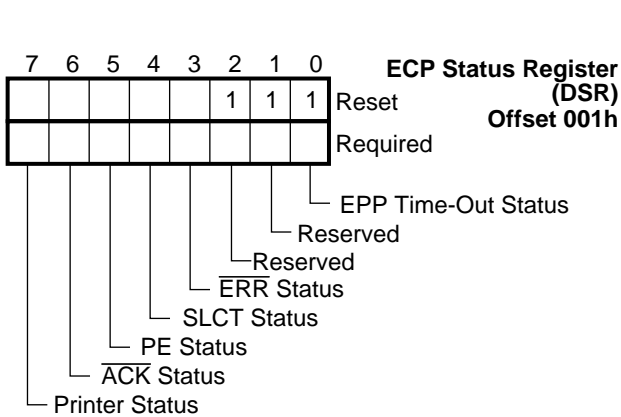 7 6 5 4 3 2 1 0
ECP Status Register
(DSR)
Offset 001h
1 1 1 Reset
Required
EPP Time-Out Status
Reserved
Reserved
ERR Status
SLCT Status
PE Status
ACK Status
Printer Status